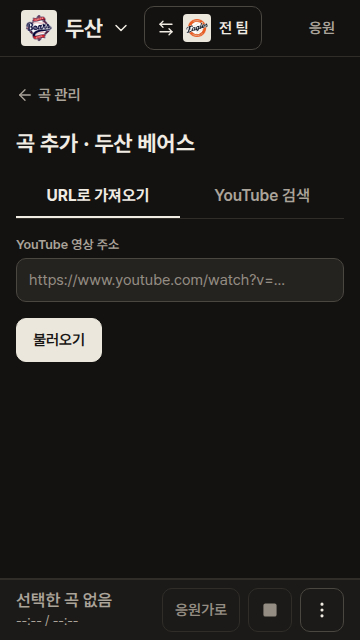 Bears
두산
Eagles
전 팀
응원
← 곡 관리
곡 추가 · 두산 베어스
URL로 가져오기
YouTube 검색
YouTube 영상 주소
https://www.youtube.com/watch?v=...
불러오기
선택한 곡 없음
--:-- / --:--
응원가로